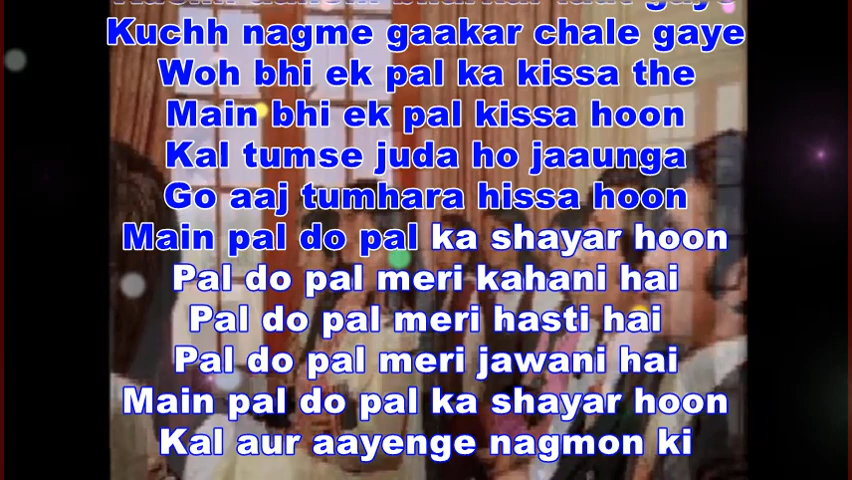 Kuchh nagme gaakar chale gaye
Woh bhi ek pal ka kissa the
Main bhi ek pal kissa hoon
Kal tumse juda ho jaaunga
Go aaj tumhara hissa hoon
Main pal do pal ka shayar hoon
Pal do pal meri kahani hai
Pal do pal meri hasti hai
Pal do pal meri jawani hai
Main pal do pal ka shayar hoon
Kal aur aayenge nagmon ki